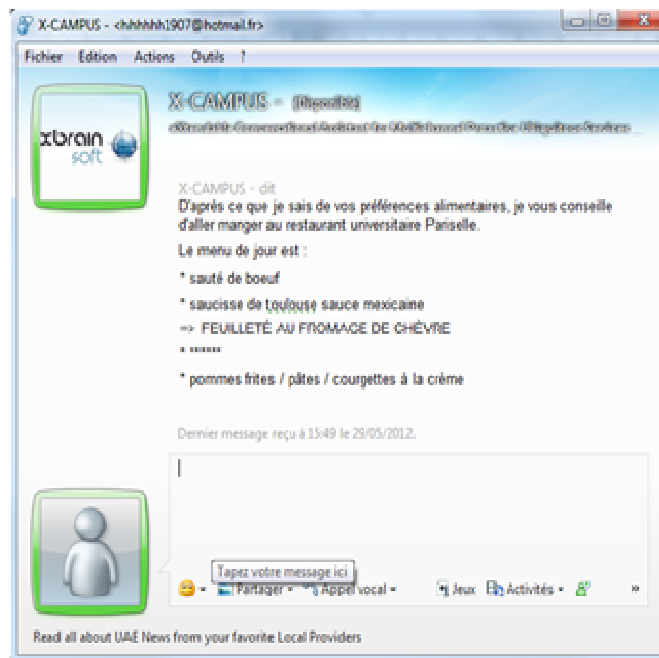 X-CAMPUS - <hhhhhh1907@hotmail.fr>
Fichier Edition Actions Outils ?
xbrain
soft
X-CAMPUS - (Disponible)
Conversational Assistant for Services ...
X-CAMPUS - dit
D'après ce que je sais de vos préférences alimentaires, je vous conseille
d'aller manger au restaurant universitaire Pariselle.
Le menu de jour est :
* sauté de boeuf
* saucisse de toulouse sauce mexicaine
=> FEUILLETÉ AU FROMAGE DE CHÈVRE
* *******
* pommes frites / pâtes / courgettes à la crème
Dernier message reçu à 15:49 le 29/05/2012.
Tapez votre message ici
Partager Appel vocal Jeux Activités »
Read all about UAE News from your favorite Local Providers